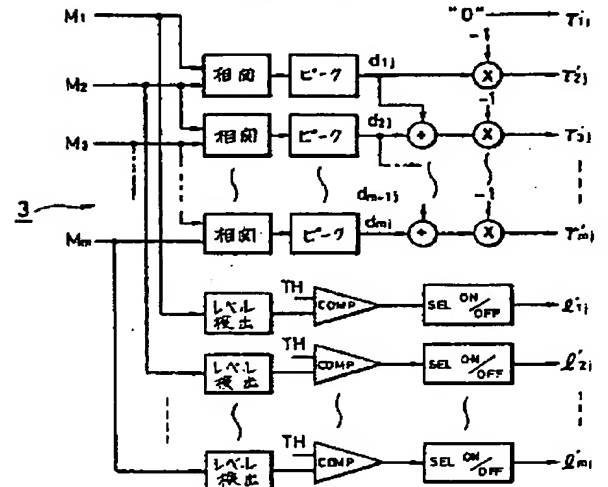 M1 "0" τ'1j
-1
M2 相関 ピーク d1j × τ'2j
-1
M3 相関 ピーク d2j + × τ'3j
3 dm-1j -1
Mm 相関 ピーク dmj + × τ'mj
レベル検出 TH COMP SEL ON/OFF ℓ'1j
レベル検出 TH COMP SEL ON/OFF ℓ'2j
レベル検出 TH COMP SEL ON/OFF ℓ'mj